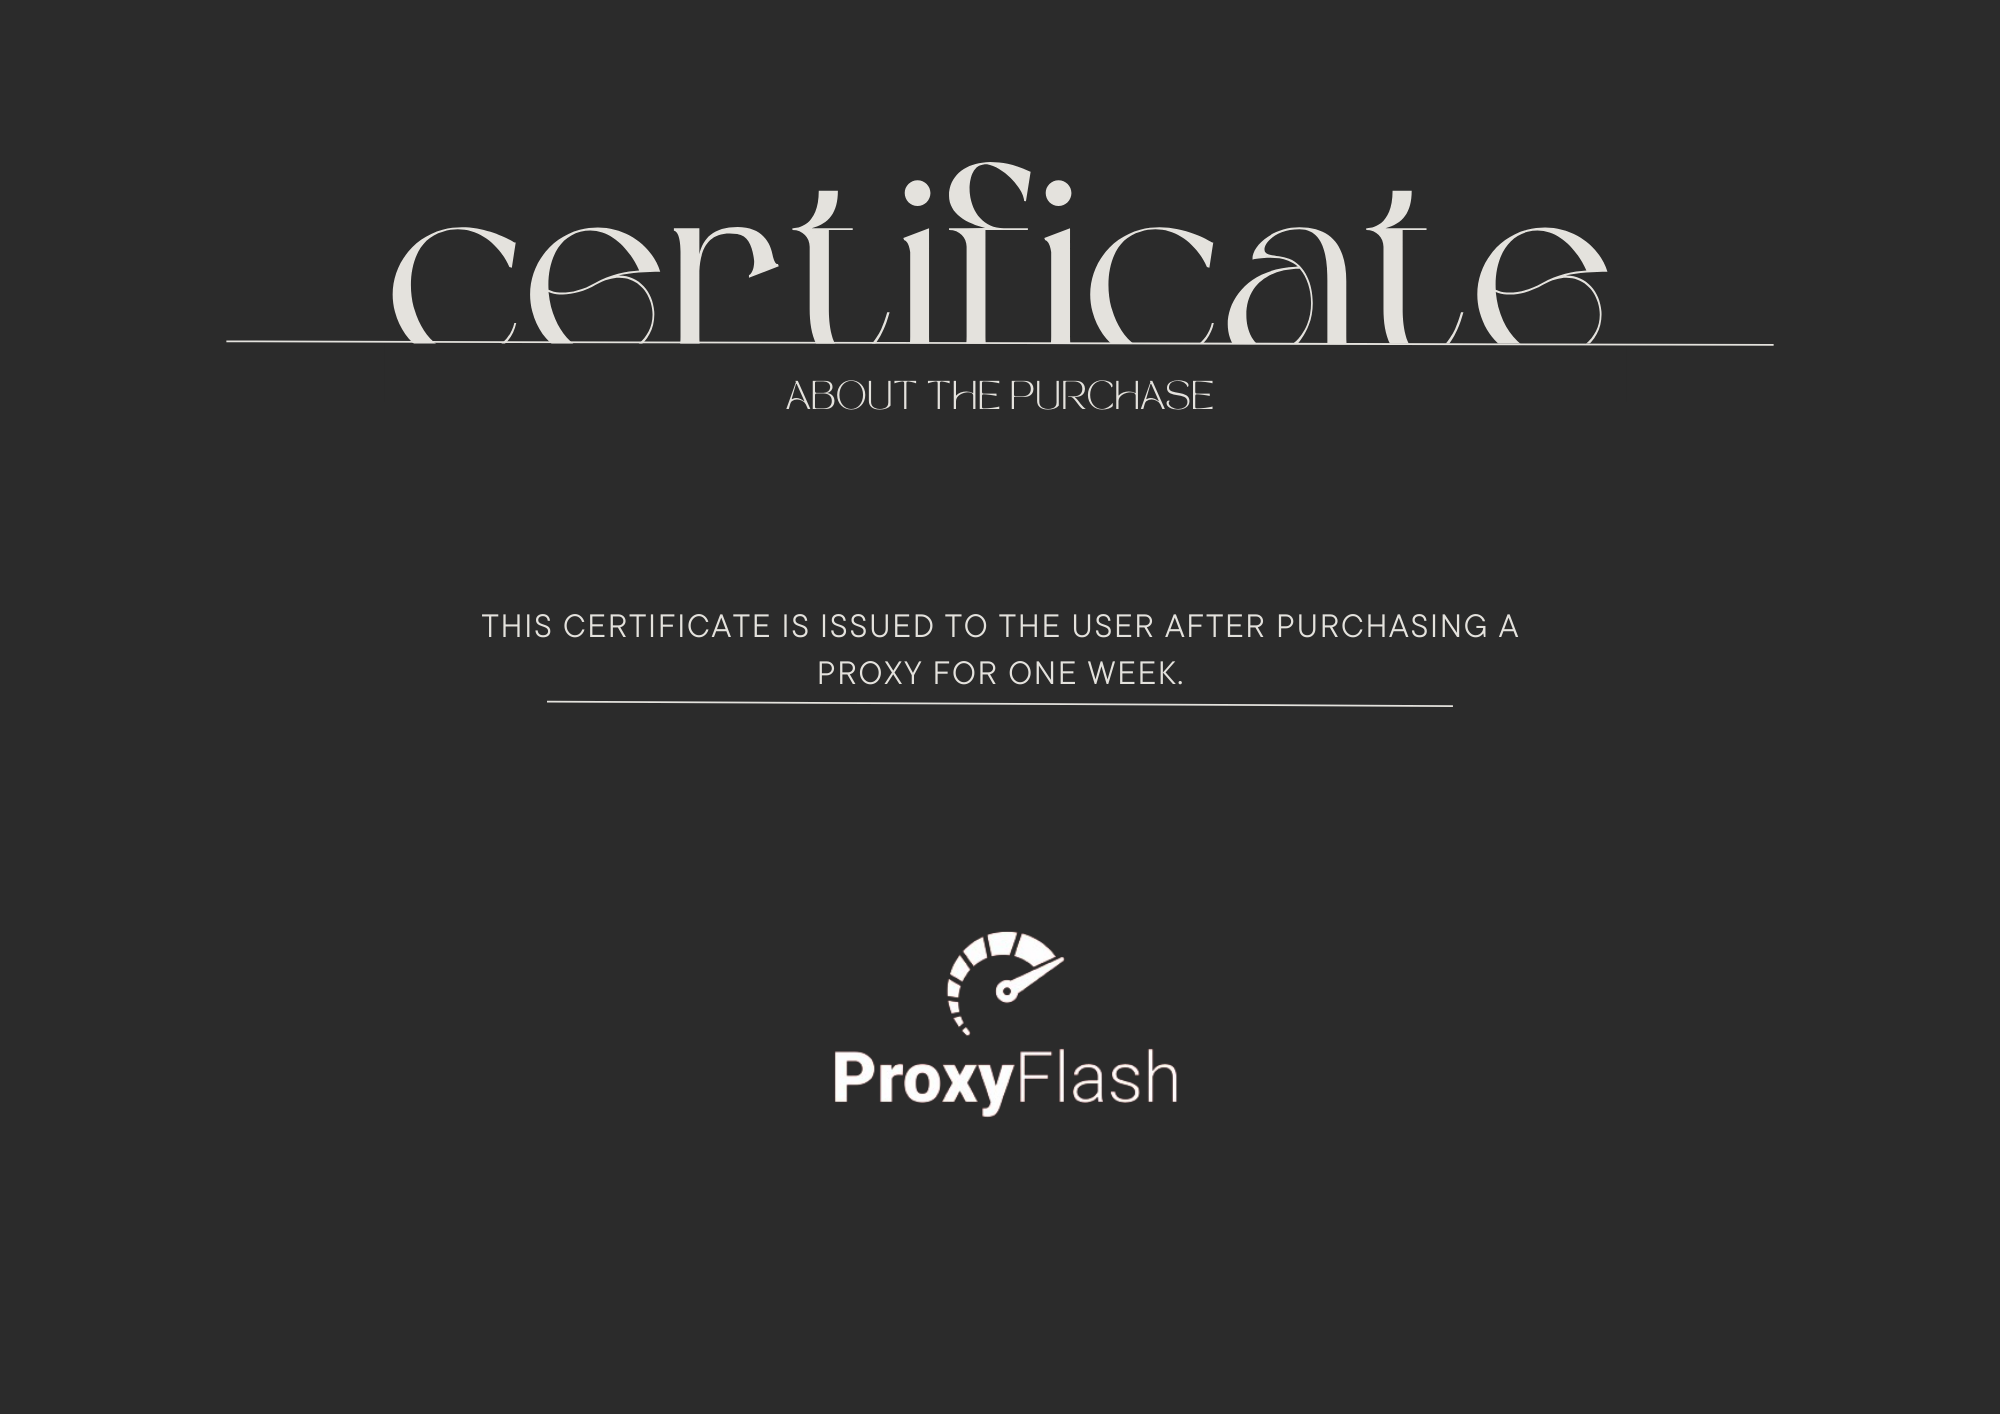 certificate
ABOUT THE PURCHASE
THIS CERTIFICATE IS ISSUED TO THE USER AFTER PURCHASING A
PROXY FOR ONE WEEK.
ProxyFlash